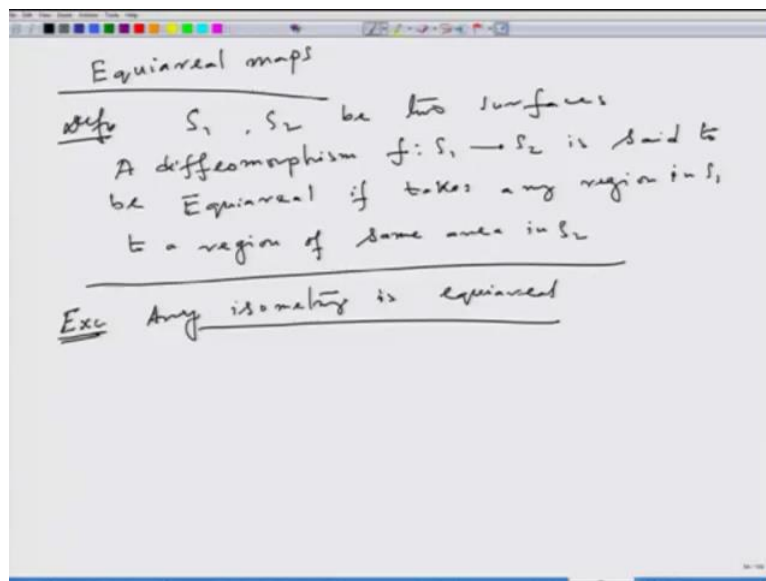 Equiareal maps
Defn S₁, S₂ be two surfaces
A diffeomorphism f: S₁ → S₂ is said to
be Equiareal if takes any region in S₁
to a region of same area in S₂
Exc Any isometry is equiareal